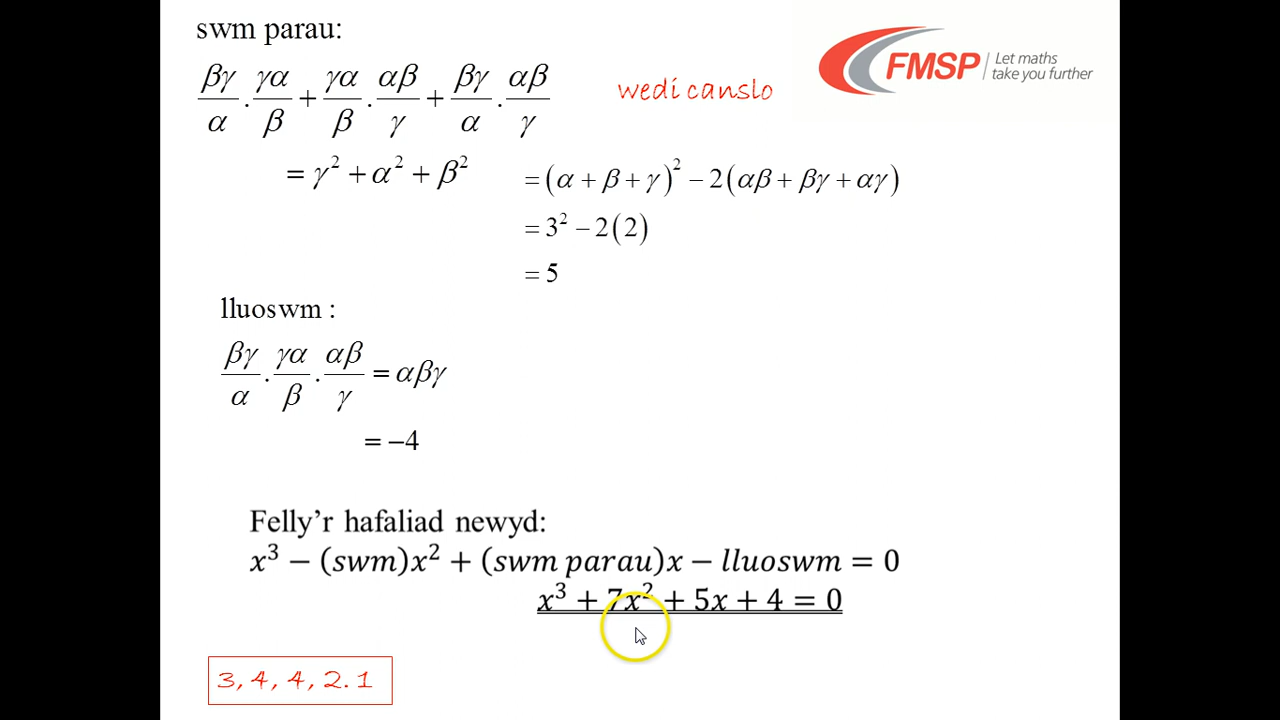 swm parau:
FMSP | Let maths
take you further
βγ/α . γα/β + γα/β . αβ/γ + βγ/α . αβ/γ
wedi canslo
= γ² + α² + β²
= (α + β + γ)² − 2(αβ + βγ + αγ)
= 3² − 2(2)
= 5
lluoswm :
βγ/α . γα/β . αβ/γ = αβγ
= −4
Felly’r hafaliad newyd:
x³ − (swm)x² + (swm parau)x − lluoswm = 0
x³ + 7x² + 5x + 4 = 0
3, 4, 4, 2. 1